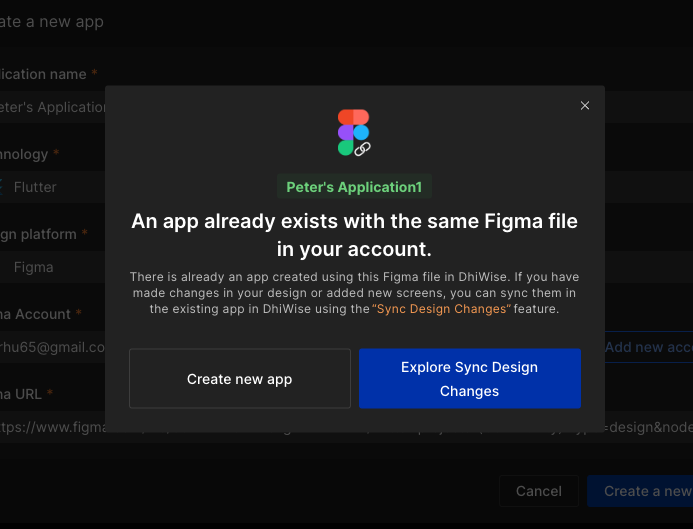 ate a new app
lication name *
Peter's Application
Peter's Application1
An app already exists with the same Figma file
in your account.
There is already an app created using this Figma file in DhiWise. If you have
made changes in your design or added new screens, you can sync them in
the existing app in DhiWise using the “Sync Design Changes” feature.
Create new app
Explore Sync Design
Changes
hnology *
Flutter
ign platform *
Figma
ma Account *
rhu65@gmail.co
Add new acco
ma URL *
ttps://www.figma
=design&node
Cancel
Create a new